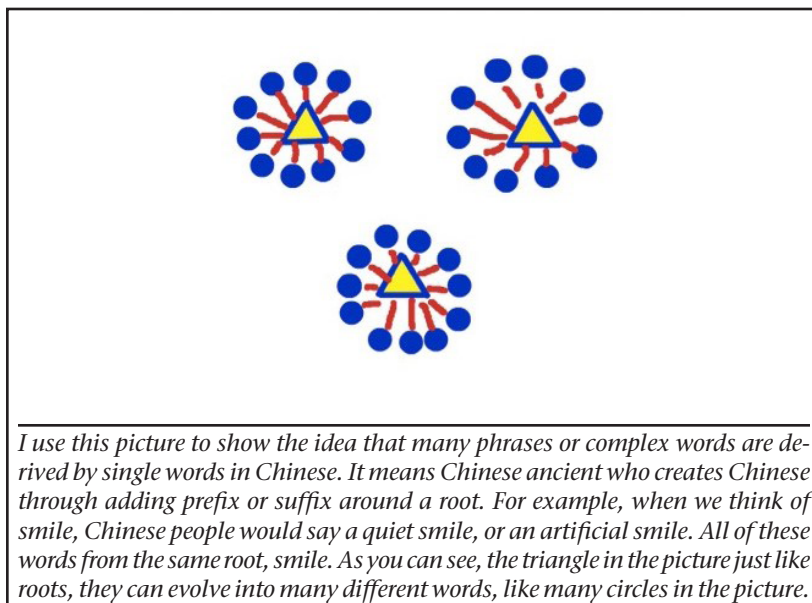 I use this picture to show the idea that many phrases or complex words are de-
rived by single words in Chinese. It means Chinese ancient who creates Chinese
through adding prefix or suffix around a root. For example, when we think of
smile, Chinese people would say a quiet smile, or an artificial smile. All of these
words from the same root, smile. As you can see, the triangle in the picture just like
roots, they can evolve into many different words, like many circles in the picture.